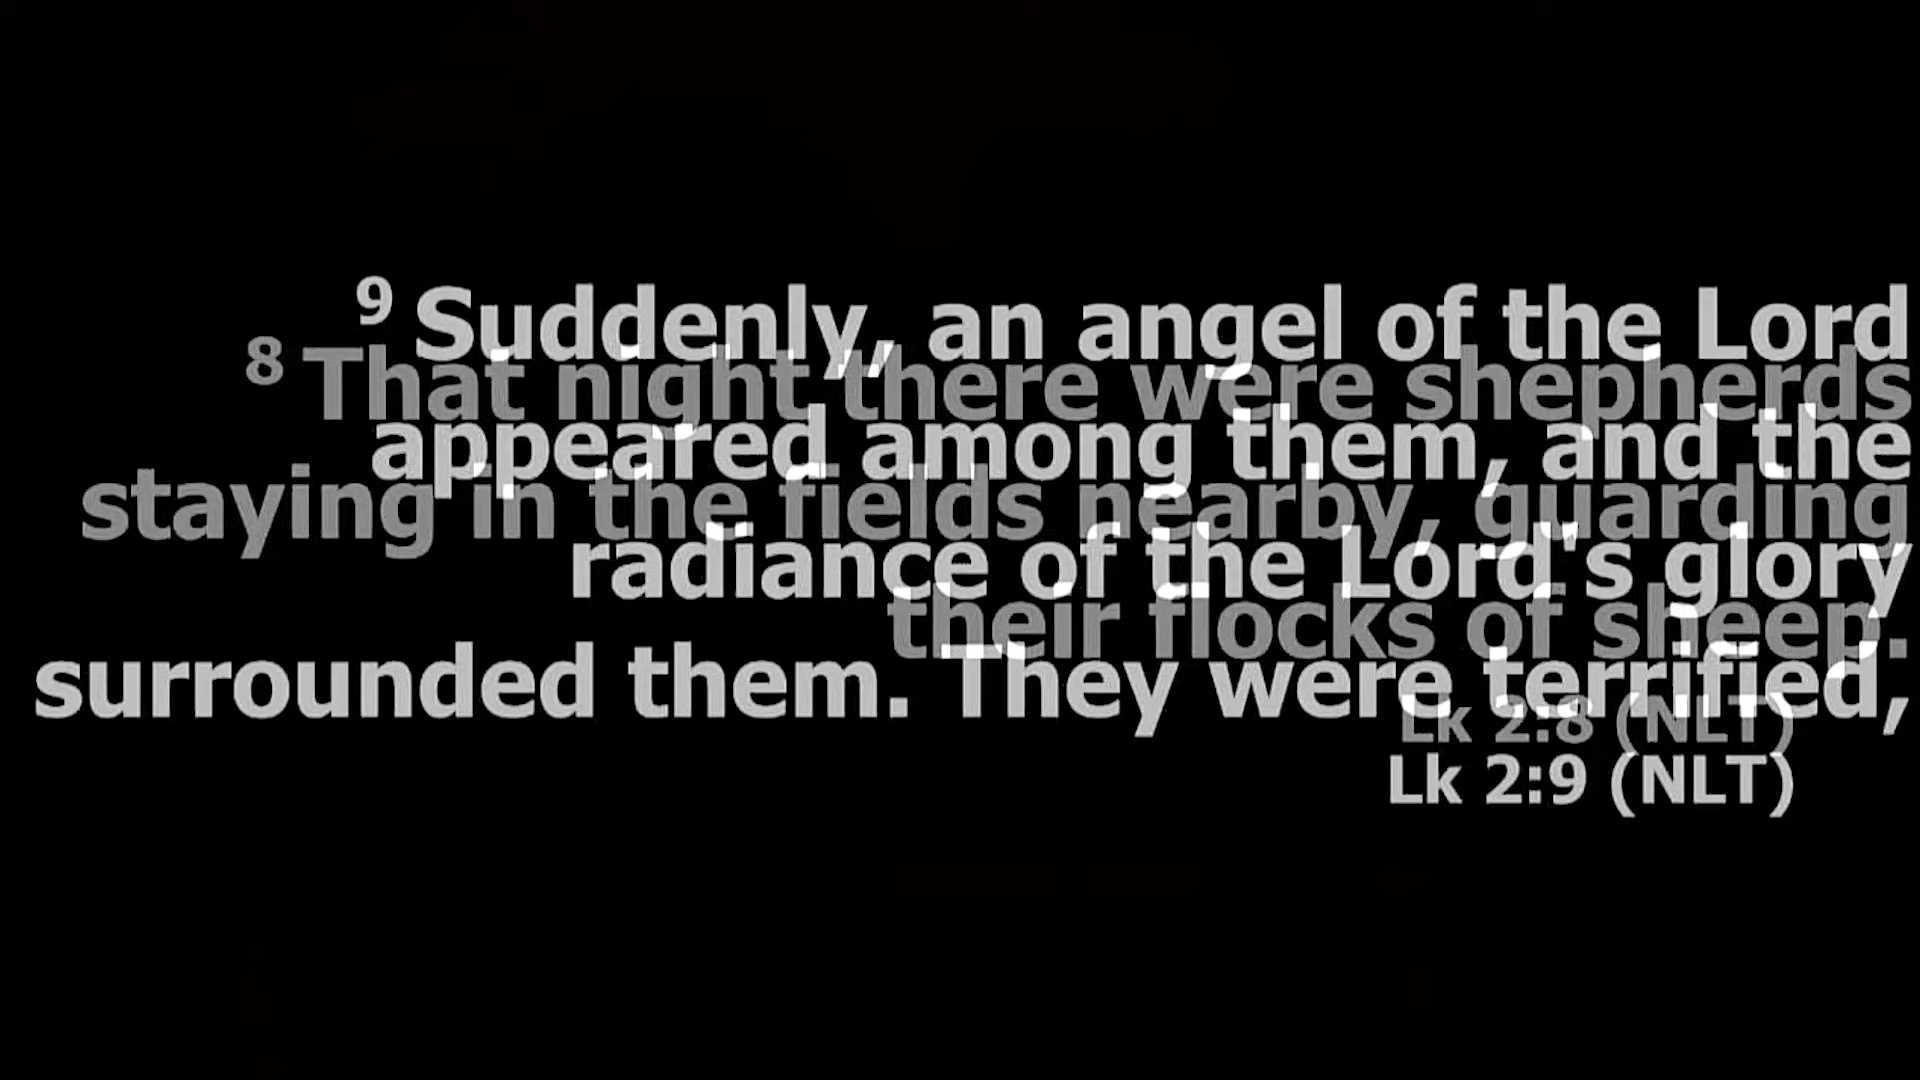 9 Suddenly, an angel of the Lord
appeared among them, and the
radiance of the Lord's glory
surrounded them. They were terrified,
Lk 2:9 (NLT)
8 That night there were shepherds
staying in the fields nearby, guarding
their flocks of sheep.
Lk 2:8 (NLT)